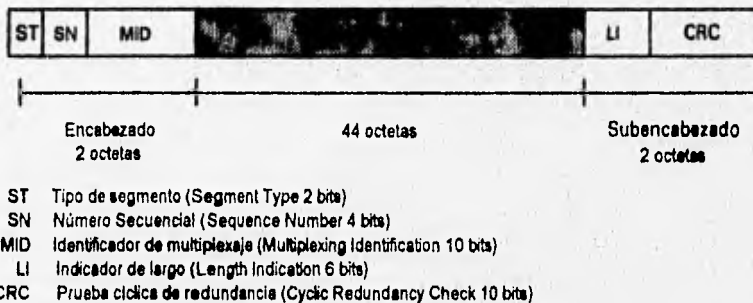 ST SN MID LI CRC
Encabezado 44 octetas Subencabezado
2 octetas 2 octetas
ST Tipo de segmento (Segment Type 2 bits)
SN Número Secuencial (Sequence Number 4 bits)
MID Identificador de multiplexaje (Multiplexing Identification 10 bits)
LI Indicador de largo (Length Indication 6 bits)
CRC Prueba cíclica de redundancia (Cyclic Redundancy Check 10 bits)